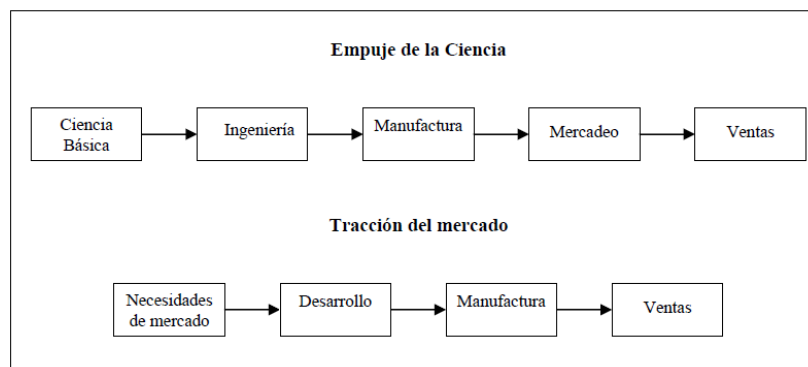 Empuje de la Ciencia
Ciencia
Básica
Ingeniería
Manufactura
Mercadeo
Ventas
Tracción del mercado
Necesidades
de mercado
Desarrollo
Manufactura
Ventas